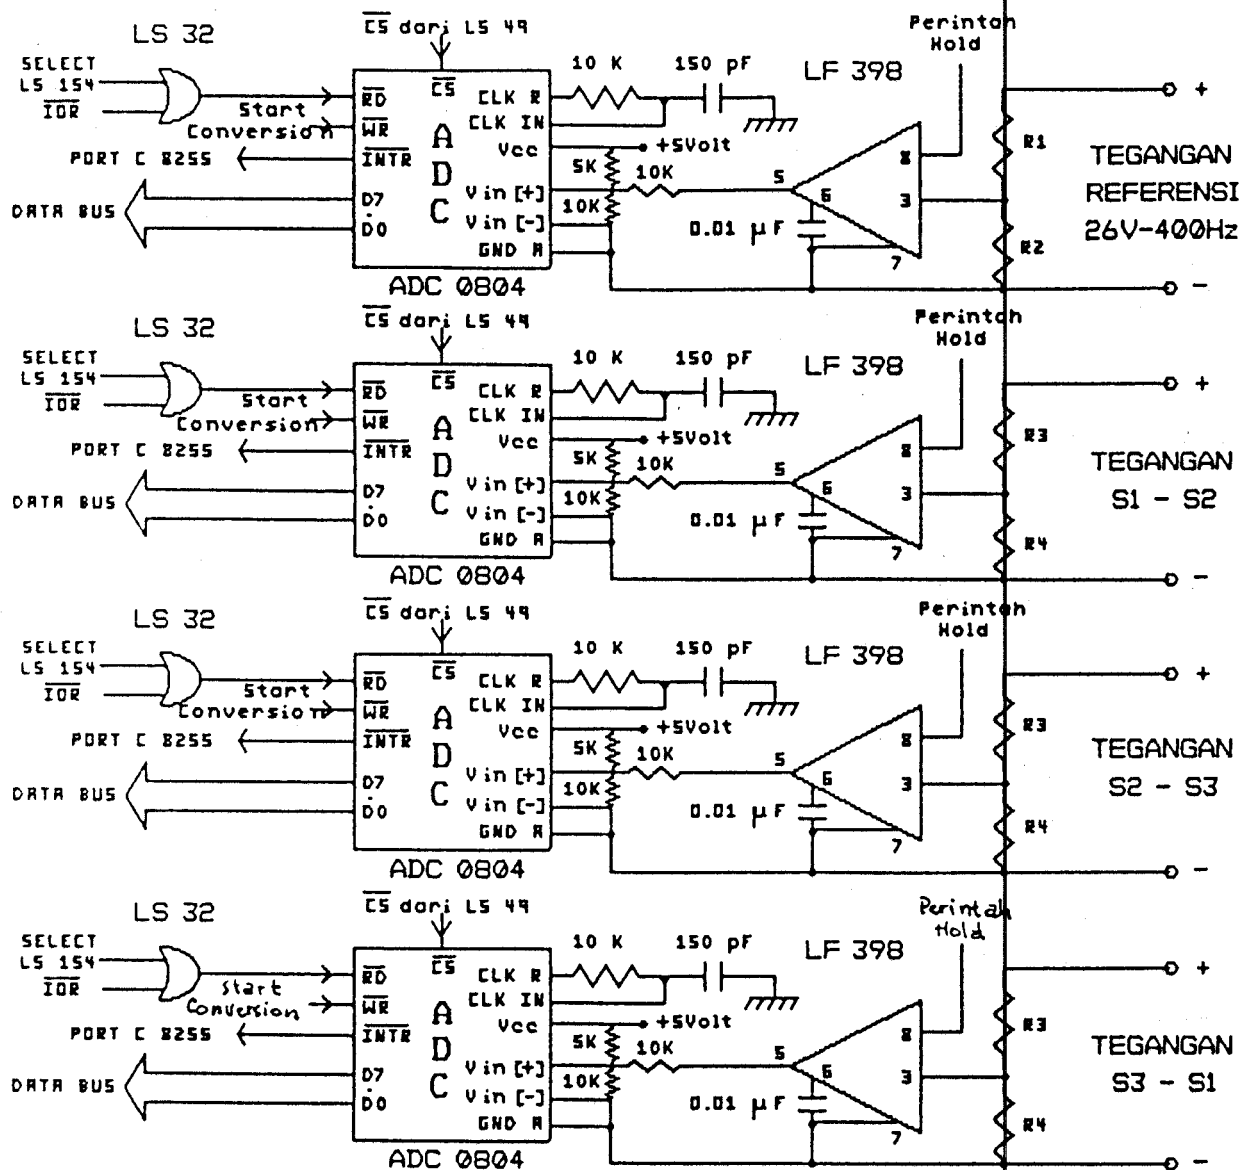 LS 32
CS dari LS 49
SELECT
LS 154
IOR
Start
Conversion
PORT C 8255
DATA BUS
RD
WR
INTR
D7
D0
CS
ADC
CLK R
CLK IN
Vcc
Vin [+]
Vin [-]
GND A
ADC 0804
10 K
150 pF
+5Volt
5K
10K
10K
0.01 µF
LF 398
Perintah
Hold
5
6
7
8
3
R1
R2
+
-
TEGANGAN
REFERENSI
26V-400Hz
LS 32
CS dari LS 49
SELECT
LS 154
IOR
Start
Conversion
PORT C 8255
DATA BUS
RD
WR
INTR
D7
D0
CS
ADC
CLK R
CLK IN
Vcc
Vin [+]
Vin [-]
GND A
ADC 0804
10 K
150 pF
+5Volt
5K
10K
10K
0.01 µF
LF 398
Perintah
Hold
5
6
7
8
3
R3
R4
+
-
TEGANGAN
S1 - S2
LS 32
CS dari LS 49
SELECT
LS 154
IOR
Start
Conversion
PORT C 8255
DATA BUS
RD
WR
INTR
D7
D0
CS
ADC
CLK R
CLK IN
Vcc
Vin [+]
Vin [-]
GND A
ADC 0804
10 K
150 pF
+5Volt
5K
10K
10K
0.01 µF
LF 398
Perintah
Hold
5
6
7
8
3
R3
R4
+
-
TEGANGAN
S2 - S3
LS 32
CS dari LS 49
SELECT
LS 154
IOR
Start
Conversion
PORT C 8255
DATA BUS
RD
WR
INTR
D7
D0
CS
ADC
CLK R
CLK IN
Vcc
Vin [+]
Vin [-]
GND A
ADC 0804
10 K
150 pF
+5Volt
5K
10K
10K
0.01 µF
LF 398
Perintah
Hold
5
6
7
8
3
R3
R4
+
-
TEGANGAN
S3 - S1